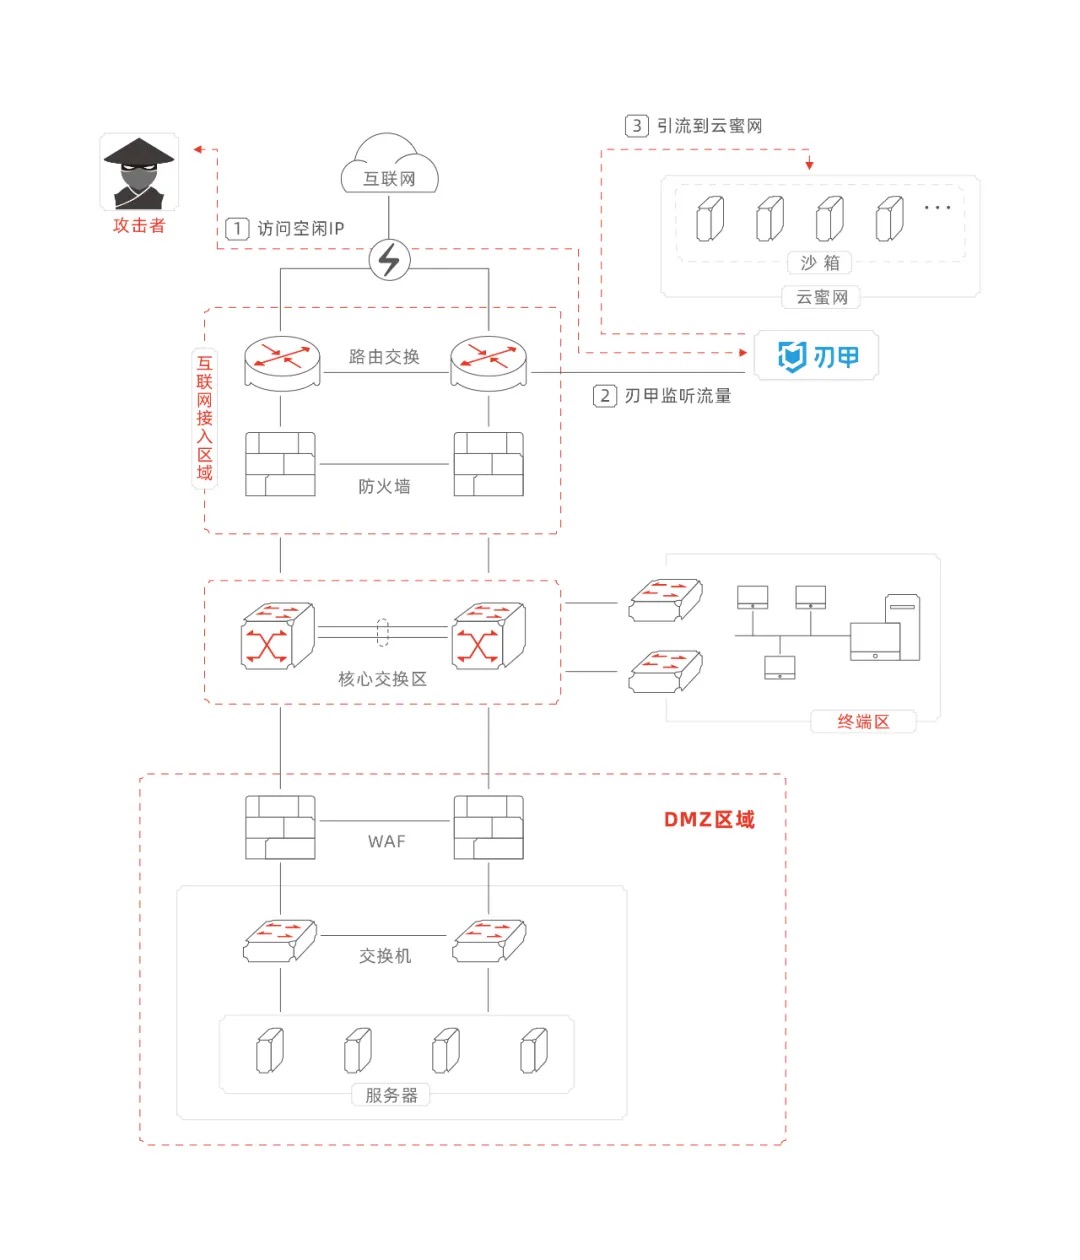 3 引流到云蜜网
互联网
攻击者
1 访问空闲IP
沙箱
云蜜网
路由交换
刃甲
互联网接入区域
2 刃甲监听流量
防火墙
核心交换区
终端区
DMZ区域
WAF
交换机
服务器